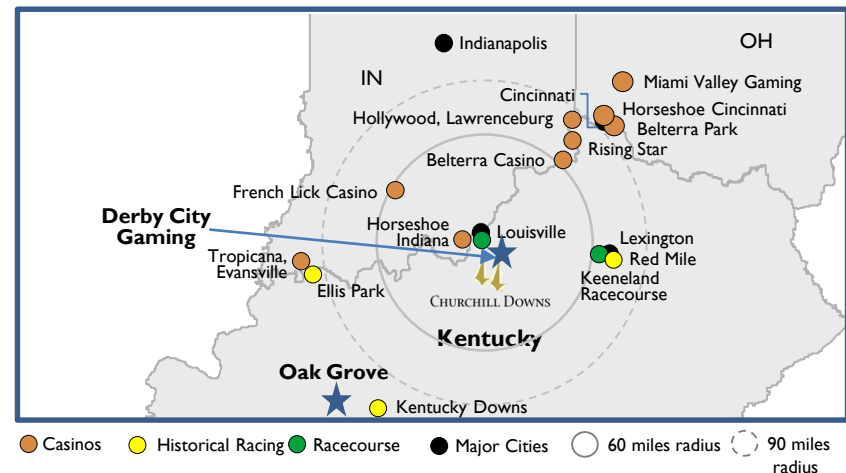 Indianapolis
OH
IN
Miami Valley Gaming
Cincinnati
Horseshoe Cincinnati
Hollywood, Lawrenceburg
Belterra Park
Rising Star
Belterra Casino
French Lick Casino
Derby City
Gaming
Horseshoe
Indiana
Louisville
Lexington
Red Mile
Keeneland
Racecourse
Tropicana,
Evansville
Ellis Park
CHURCHILL DOWNS
Kentucky
Oak Grove
Kentucky Downs
Casinos
Historical Racing
Racecourse
Major Cities
60 miles radius
90 miles
radius